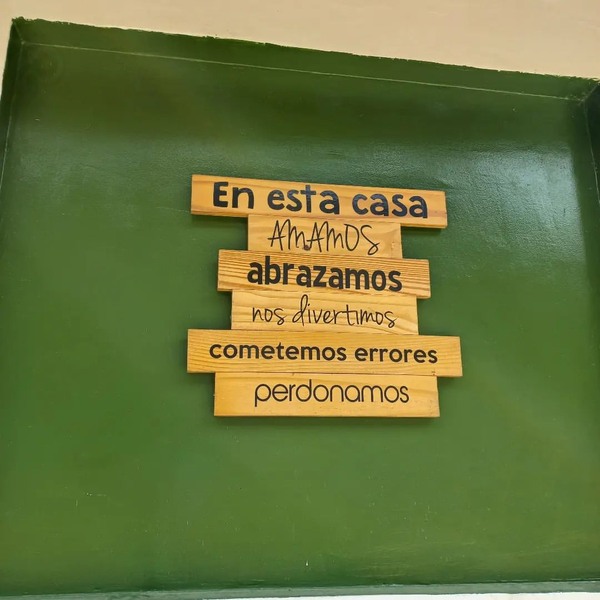 En esta casa
AMAMOS
abrazamos
nos divertimos
cometemos errores
perdonamos